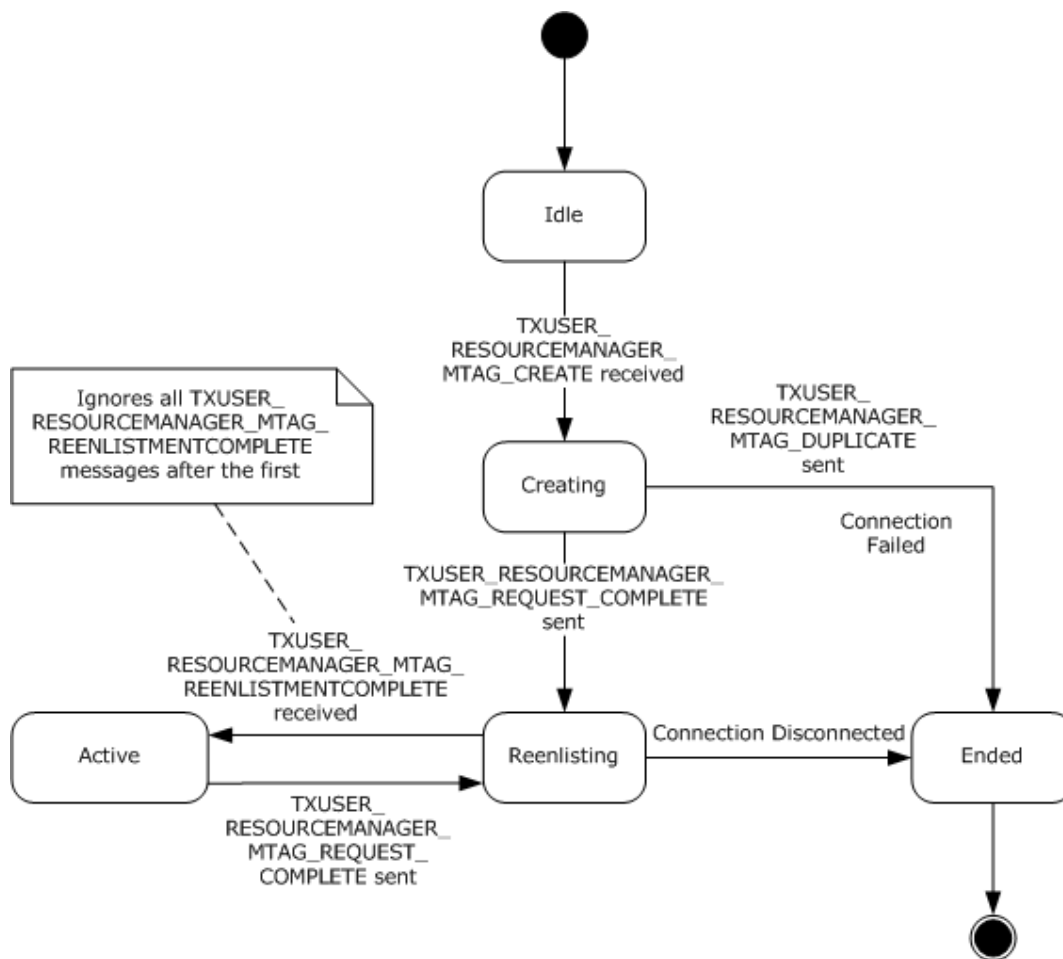 Idle
TXUSER_
RESOURCEMANAGER_
MTAG_CREATE received
Ignores all TXUSER_
RESOURCEMANAGER_MTAG_
REENLISTMENTCOMPLETE
messages after the first
TXUSER_
RESOURCEMANAGER_
MTAG_DUPLICATE
sent
Creating
Connection
Failed
TXUSER_RESOURCEMANAGER_
MTAG_REQUEST_COMPLETE
sent
TXUSER_
RESOURCEMANAGER_MTAG_
REENLISTMENTCOMPLETE
received
Active
Reenlisting
Connection Disconnected
Ended
TXUSER_
RESOURCEMANAGER_
MTAG_REQUEST_
COMPLETE sent